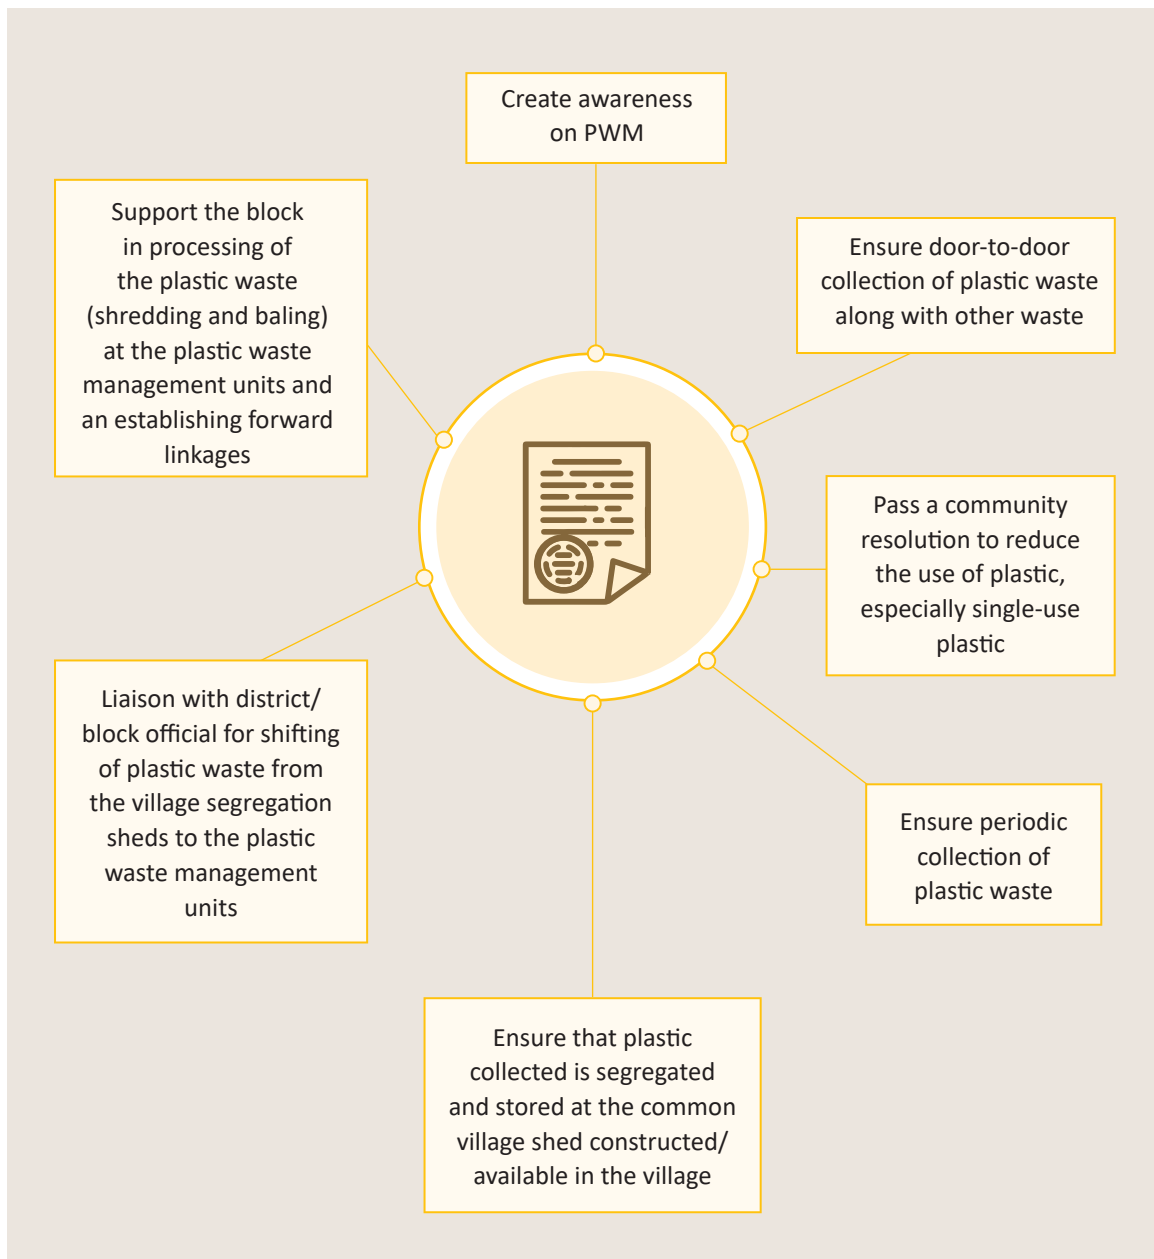 Create awareness
on PWM
Ensure door-to-door
collection of plastic waste
along with other waste
Pass a community
resolution to reduce
the use of plastic,
especially single-use
plastic
Ensure periodic
collection of
plastic waste
Ensure that plastic
collected is segregated
and stored at the common
village shed constructed/
available in the village
Liaison with district/
block official for shifting
of plastic waste from
the village segregation
sheds to the plastic
waste management
units
Support the block
in processing of
the plastic waste
(shredding and baling)
at the plastic waste
management units and
an establishing forward
linkages